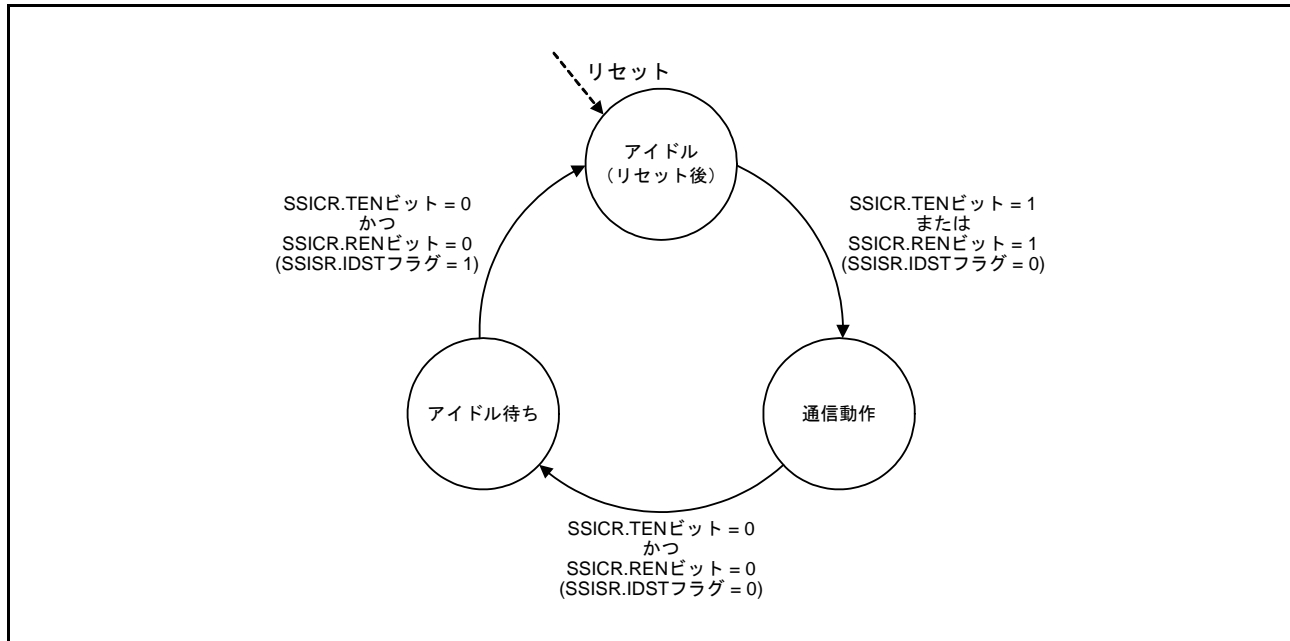 リセット
アイドル
（リセット後）
SSICR.TENビット = 0
かつ
SSICR.RENビット = 0
(SSISR.IDSTフラグ = 1)
SSICR.TENビット = 1
または
SSICR.RENビット = 1
(SSISR.IDSTフラグ = 0)
アイドル待ち
通信動作
SSICR.TENビット = 0
かつ
SSICR.RENビット = 0
(SSISR.IDSTフラグ = 0)